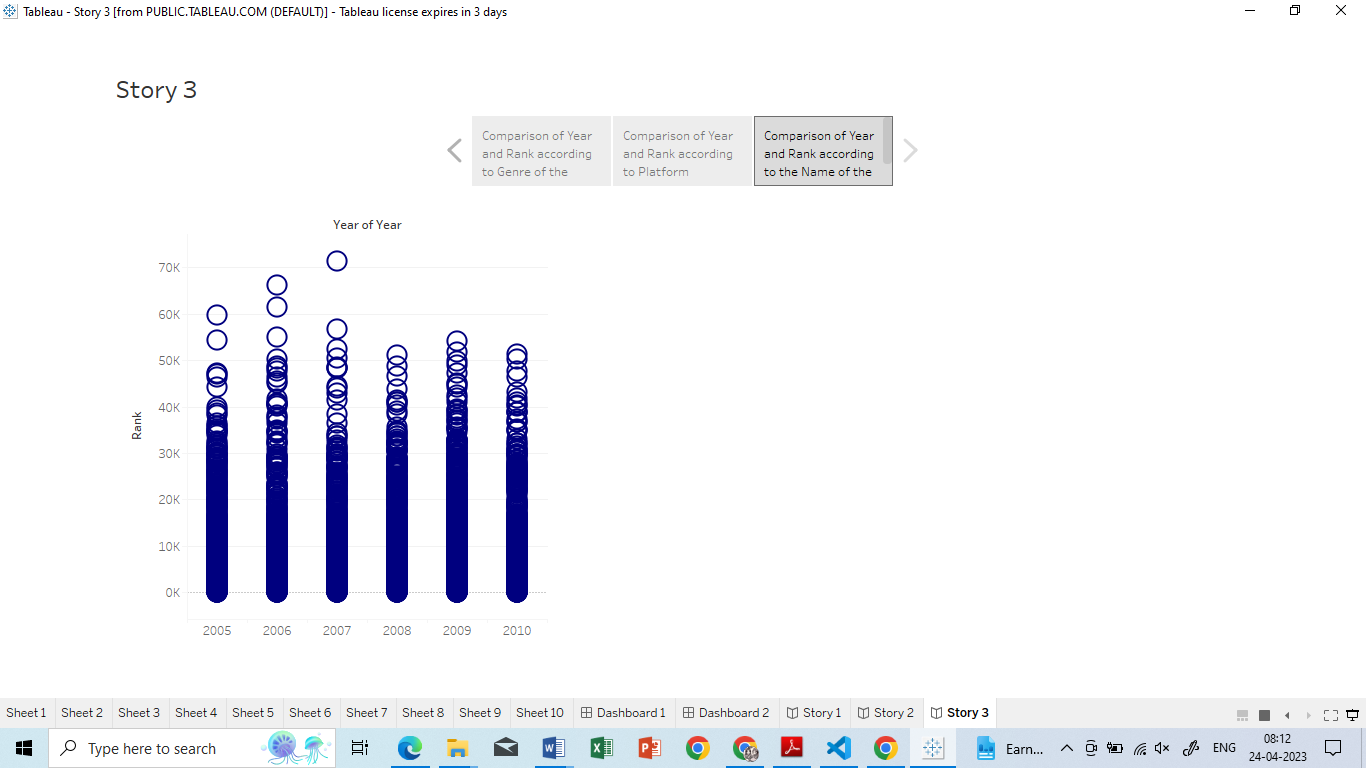 Tableau - Story 3 [from PUBLIC.TABLEAU.COM (DEFAULT)] - Tableau license expires in 3 days
Story 3
Comparison of Year
and Rank according
to Genre of the
Comparison of Year
and Rank according
to Platform
Comparison of Year
and Rank according
to the Name of the
Year of Year
70K
60K
50K
40K
30K
20K
10K
0K
Rank
2005 2006 2007 2008 2009 2010
Sheet 1 Sheet 2 Sheet 3 Sheet 4 Sheet 5 Sheet 6 Sheet 7 Sheet 8 Sheet 9 Sheet 10 Dashboard 1 Dashboard 2 Story 1 Story 2 Story 3
Type here to search
Earn...
ENG
08:12
24-04-2023